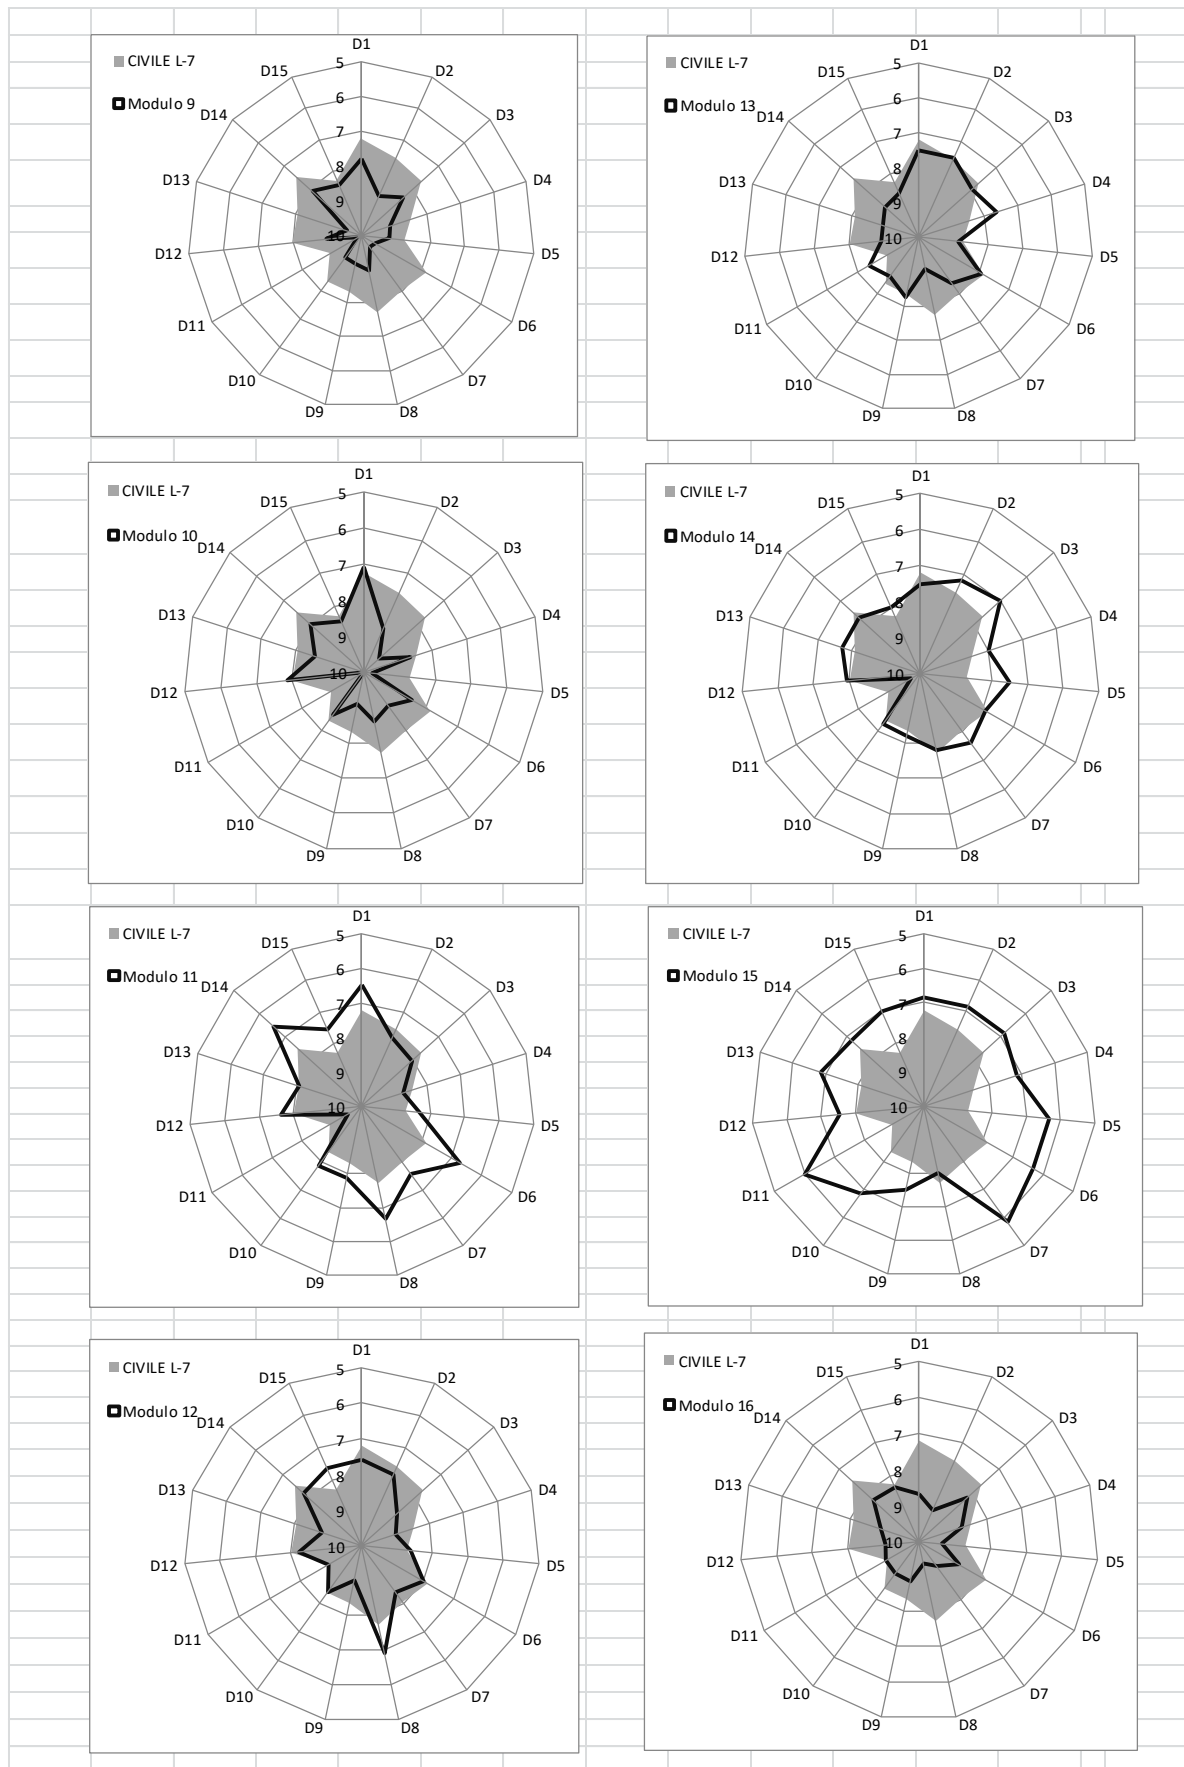 CIVILE L-7
Modulo 9
D1
D2
D3
D4
D5
D6
D7
D8
D9
D10
D11
D12
D13
D14
D15
5
6
7
8
9
10
CIVILE L-7
Modulo 13
D1
D2
D3
D4
D5
D6
D7
D8
D9
D10
D11
D12
D13
D14
D15
5
6
7
8
9
10
CIVILE L-7
Modulo 10
D1
D2
D3
D4
D5
D6
D7
D8
D9
D10
D11
D12
D13
D14
D15
5
6
7
8
9
10
CIVILE L-7
Modulo 14
D1
D2
D3
D4
D5
D6
D7
D8
D9
D10
D11
D12
D13
D14
D15
5
6
7
8
9
10
CIVILE L-7
Modulo 11
D1
D2
D3
D4
D5
D6
D7
D8
D9
D10
D11
D12
D13
D14
D15
5
6
7
8
9
10
CIVILE L-7
Modulo 15
D1
D2
D3
D4
D5
D6
D7
D8
D9
D10
D11
D12
D13
D14
D15
5
6
7
8
9
10
CIVILE L-7
Modulo 12
D1
D2
D3
D4
D5
D6
D7
D8
D9
D10
D11
D12
D13
D14
D15
5
6
7
8
9
10
CIVILE L-7
Modulo 16
D1
D2
D3
D4
D5
D6
D7
D8
D9
D10
D11
D12
D13
D14
D15
5
6
7
8
9
10